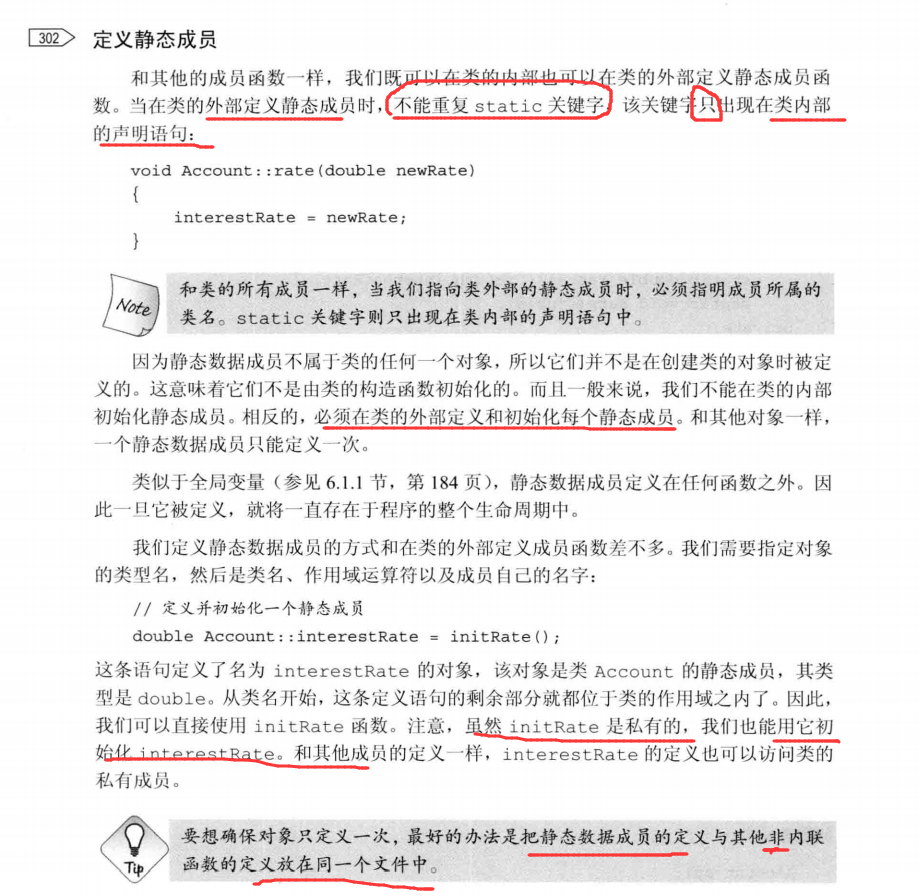 302
定义静态成员
和其他的成员函数一样，我们既可以在类的内部也可以在类的外部定义静态成员函
数。当在类的外部定义静态成员时，不能重复 static 关键字，该关键字只出现在类内部
的声明语句：
void Account::rate(double newRate)
{
interestRate = newRate;
}
Note
和类的所有成员一样，当我们指向类外部的静态成员时，必须指明成员所属的
类名。static 关键字则只出现在类内部的声明语句中。
因为静态数据成员不属于类的任何一个对象，所以它们并不是在创建类的对象时被定
义的。这意味着它们不是由类的构造函数初始化的。而且一般来说，我们不能在类的内部
初始化静态成员。相反的，必须在类的外部定义和初始化每个静态成员。和其他对象一样，
一个静态数据成员只能定义一次。
类似于全局变量（参见 6.1.1 节，第 184 页），静态数据成员定义在任何函数之外。因
此一旦它被定义，就将一直存在于程序的整个生命周期中。
我们定义静态数据成员的方式和在类的外部定义成员函数差不多。我们需要指定对象
的类型名，然后是类名、作用域运算符以及成员自己的名字：
// 定义并初始化一个静态成员
double Account::interestRate = initRate();
这条语句定义了名为 interestRate 的对象，该对象是类 Account 的静态成员，其类
型是 double。从类名开始，这条定义语句的剩余部分就都位于类的作用域之内了。因此，
我们可以直接使用 initRate 函数。注意，虽然 initRate 是私有的，我们也能用它初
始化 interestRate。和其他成员的定义一样，interestRate 的定义也可以访问类的
私有成员。
Tip
要想确保对象只定义一次，最好的办法是把静态数据成员的定义与其他非内联
函数的定义放在同一个文件中。